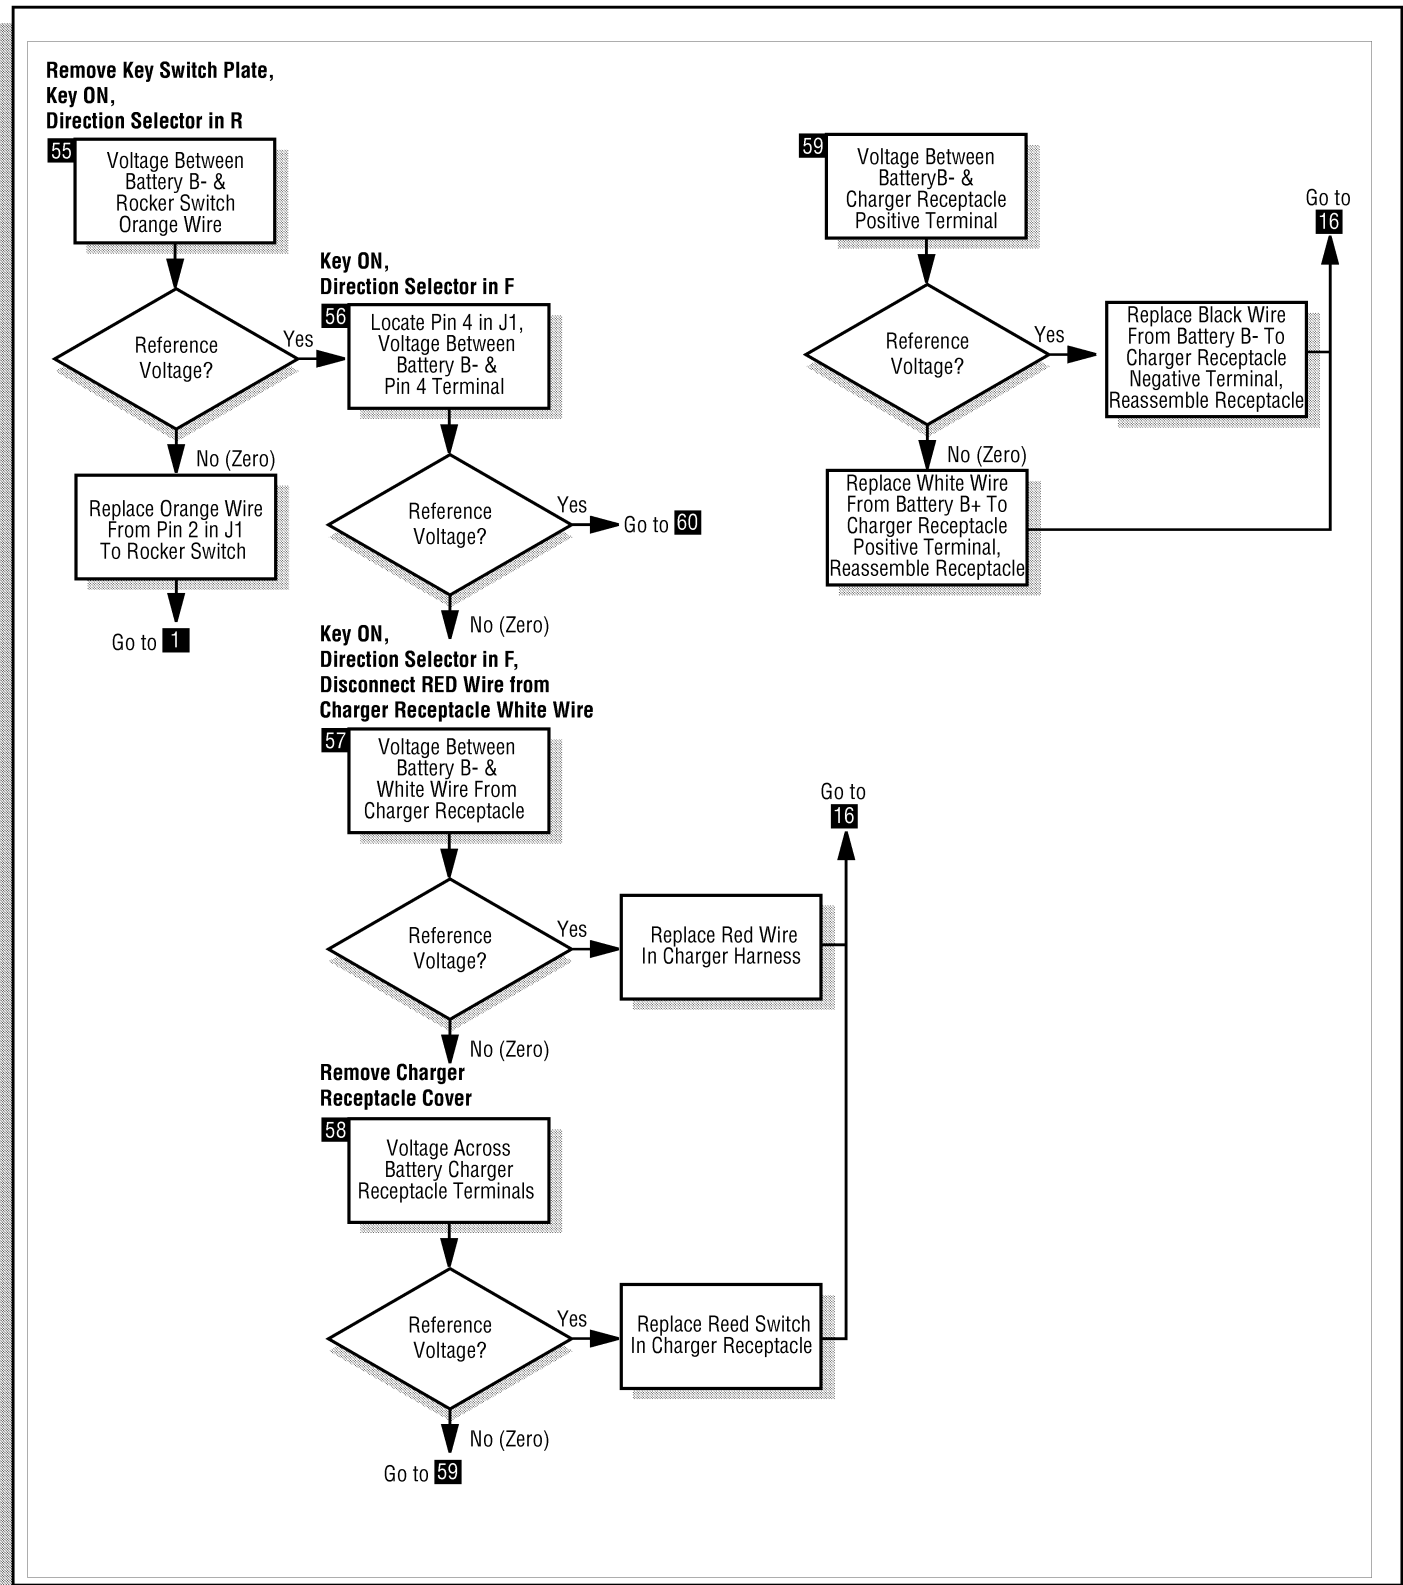 Remove Key Switch Plate,
Key ON,
Direction Selector in R
55
Voltage Between
Battery B- &
Rocker Switch
Orange Wire
Reference
Voltage?
Yes
No (Zero)
Replace Orange Wire
From Pin 2 in J1
To Rocker Switch
Go to 1
Key ON,
Direction Selector in F
56
Locate Pin 4 in J1,
Voltage Between
Battery B- &
Pin 4 Terminal
Reference
Voltage?
Yes
Go to 60
No (Zero)
Key ON,
Direction Selector in F,
Disconnect RED Wire from
Charger Receptacle White Wire
57
Voltage Between
Battery B- &
White Wire From
Charger Receptacle
Reference
Voltage?
Yes
Replace Red Wire
In Charger Harness
Go to
16
No (Zero)
Remove Charger
Receptacle Cover
58
Voltage Across
Battery Charger
Receptacle Terminals
Reference
Voltage?
Yes
Replace Reed Switch
In Charger Receptacle
No (Zero)
Go to 59
59
Voltage Between
BatteryB- &
Charger Receptacle
Positive Terminal
Reference
Voltage?
Yes
Replace Black Wire
From Battery B- To
Charger Receptacle
Negative Terminal,
Reassemble Receptacle
Go to
16
No (Zero)
Replace White Wire
From Battery B+ To
Charger Receptacle
Positive Terminal,
Reassemble Receptacle